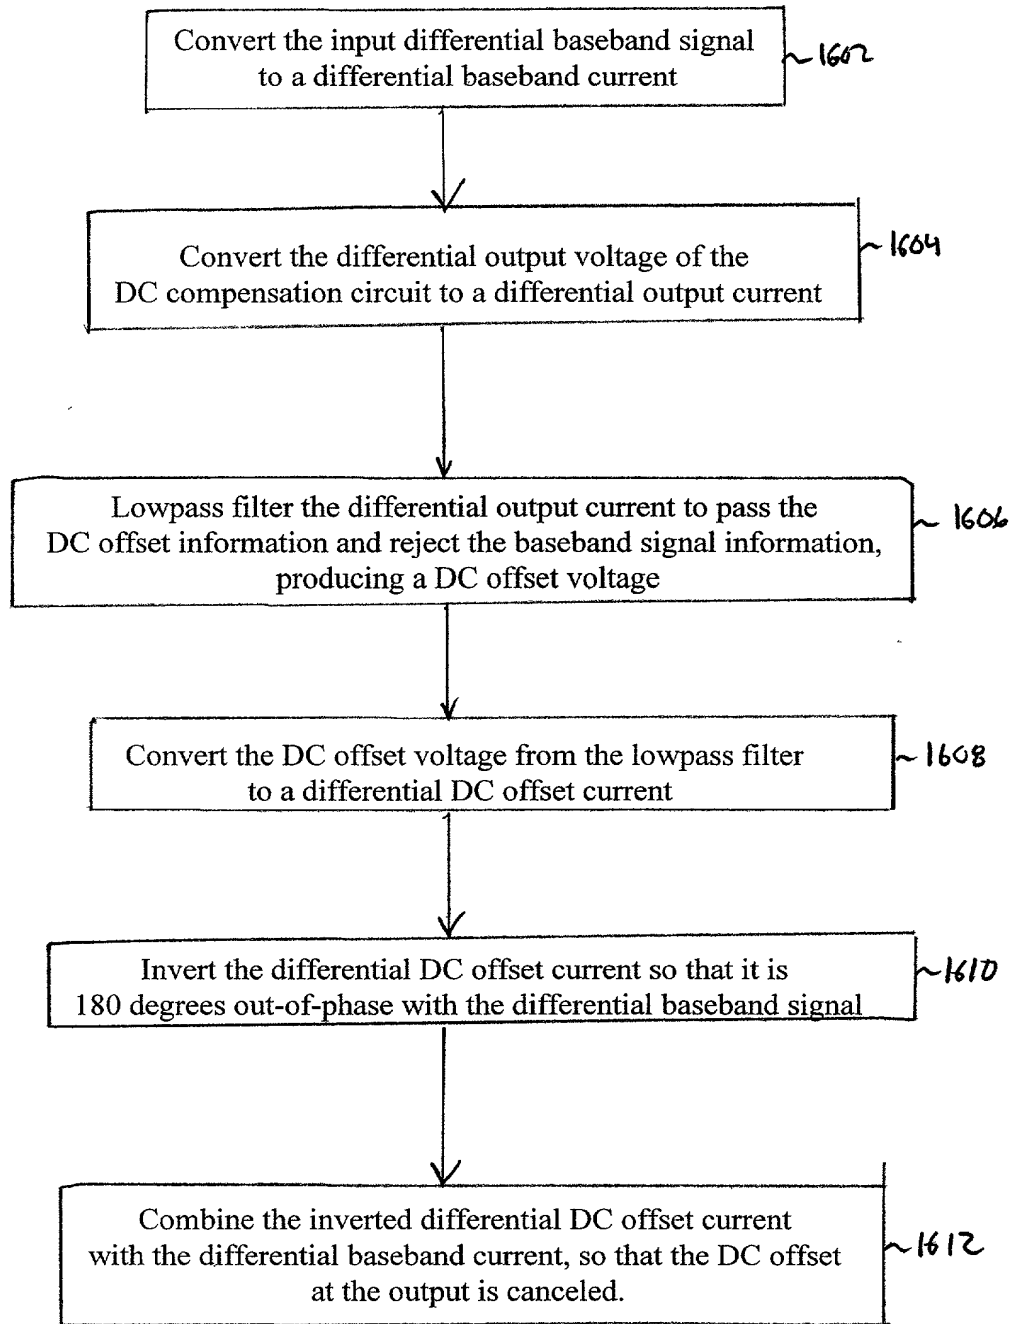 Convert the input differential baseband signal
to a differential baseband current
1602
Convert the differential output voltage of the
DC compensation circuit to a differential output current
1604
Lowpass filter the differential output current to pass the
DC offset information and reject the baseband signal information,
producing a DC offset voltage
1606
Convert the DC offset voltage from the lowpass filter
to a differential DC offset current
1608
Invert the differential DC offset current so that it is
180 degrees out-of-phase with the differential baseband signal
1610
Combine the inverted differential DC offset current
with the differential baseband current, so that the DC offset
at the output is canceled.
1612